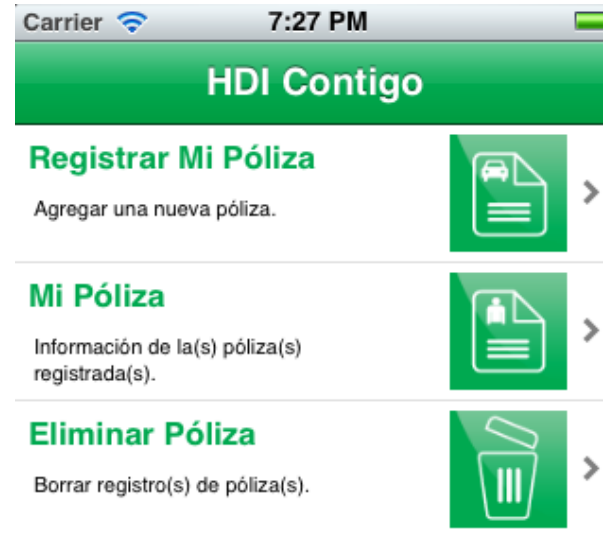 Carrier 7:27 PM
HDI Contigo
Registrar Mi Póliza
Agregar una nueva póliza.
Mi Póliza
Información de la(s) póliza(s)
registrada(s).
Eliminar Póliza
Borrar registro(s) de póliza(s).